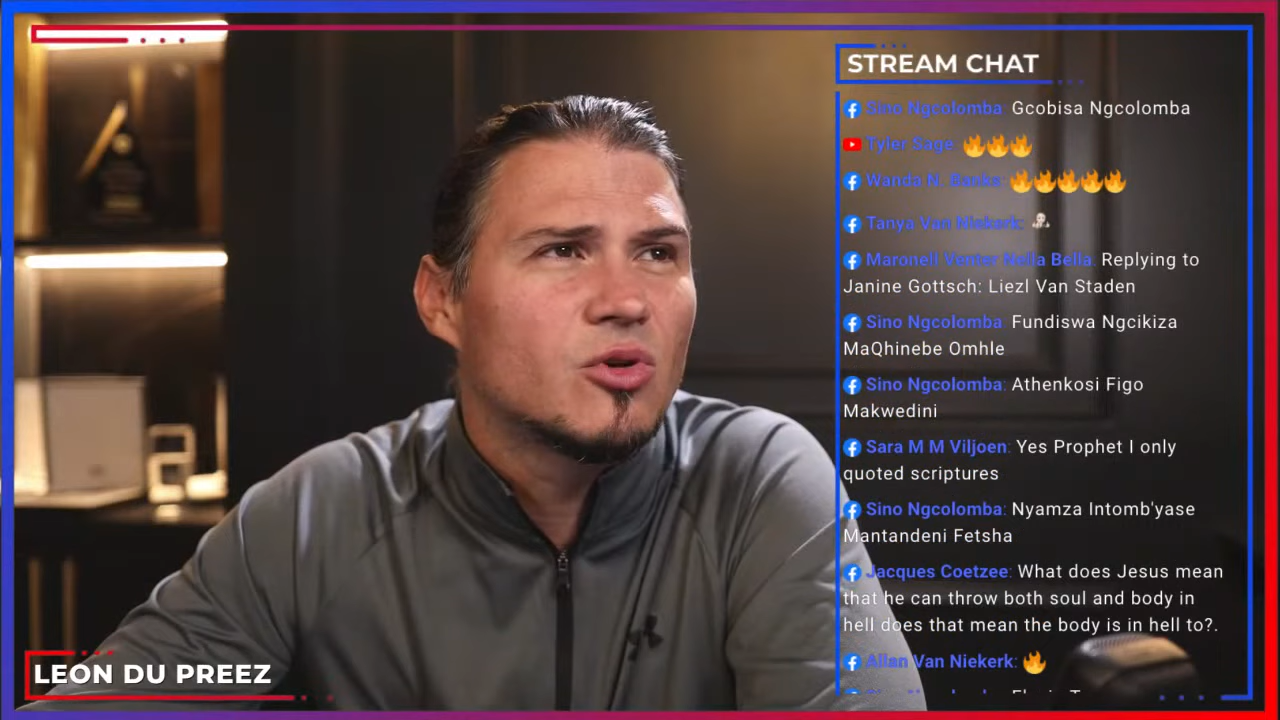 STREAM CHAT
Sino Ngcolomba: Gcobisa Ngcolomba
Tyler Sage: 🔥🔥🔥
Wanda N. Banks: 🔥🔥🔥🔥🔥
Tanya Van Niekerk:
Maronell Venter Nella Bella: Replying to
Janine Gottsch: Liezl Van Staden
Sino Ngcolomba: Fundiswa Ngcikiza
MaQhinebe Omhle
Sino Ngcolomba: Athenkosi Figo
Makwedini
Sara M M Viljoen: Yes Prophet I only
quoted scriptures
Sino Ngcolomba: Nyamza Intomb'yase
Mantandeni Fetsha
Jacques Coetzee: What does Jesus mean
that he can throw both soul and body in
hell does that mean the body is in hell to?.
Allan Van Niekerk: 🔥
LEON DU PREEZ